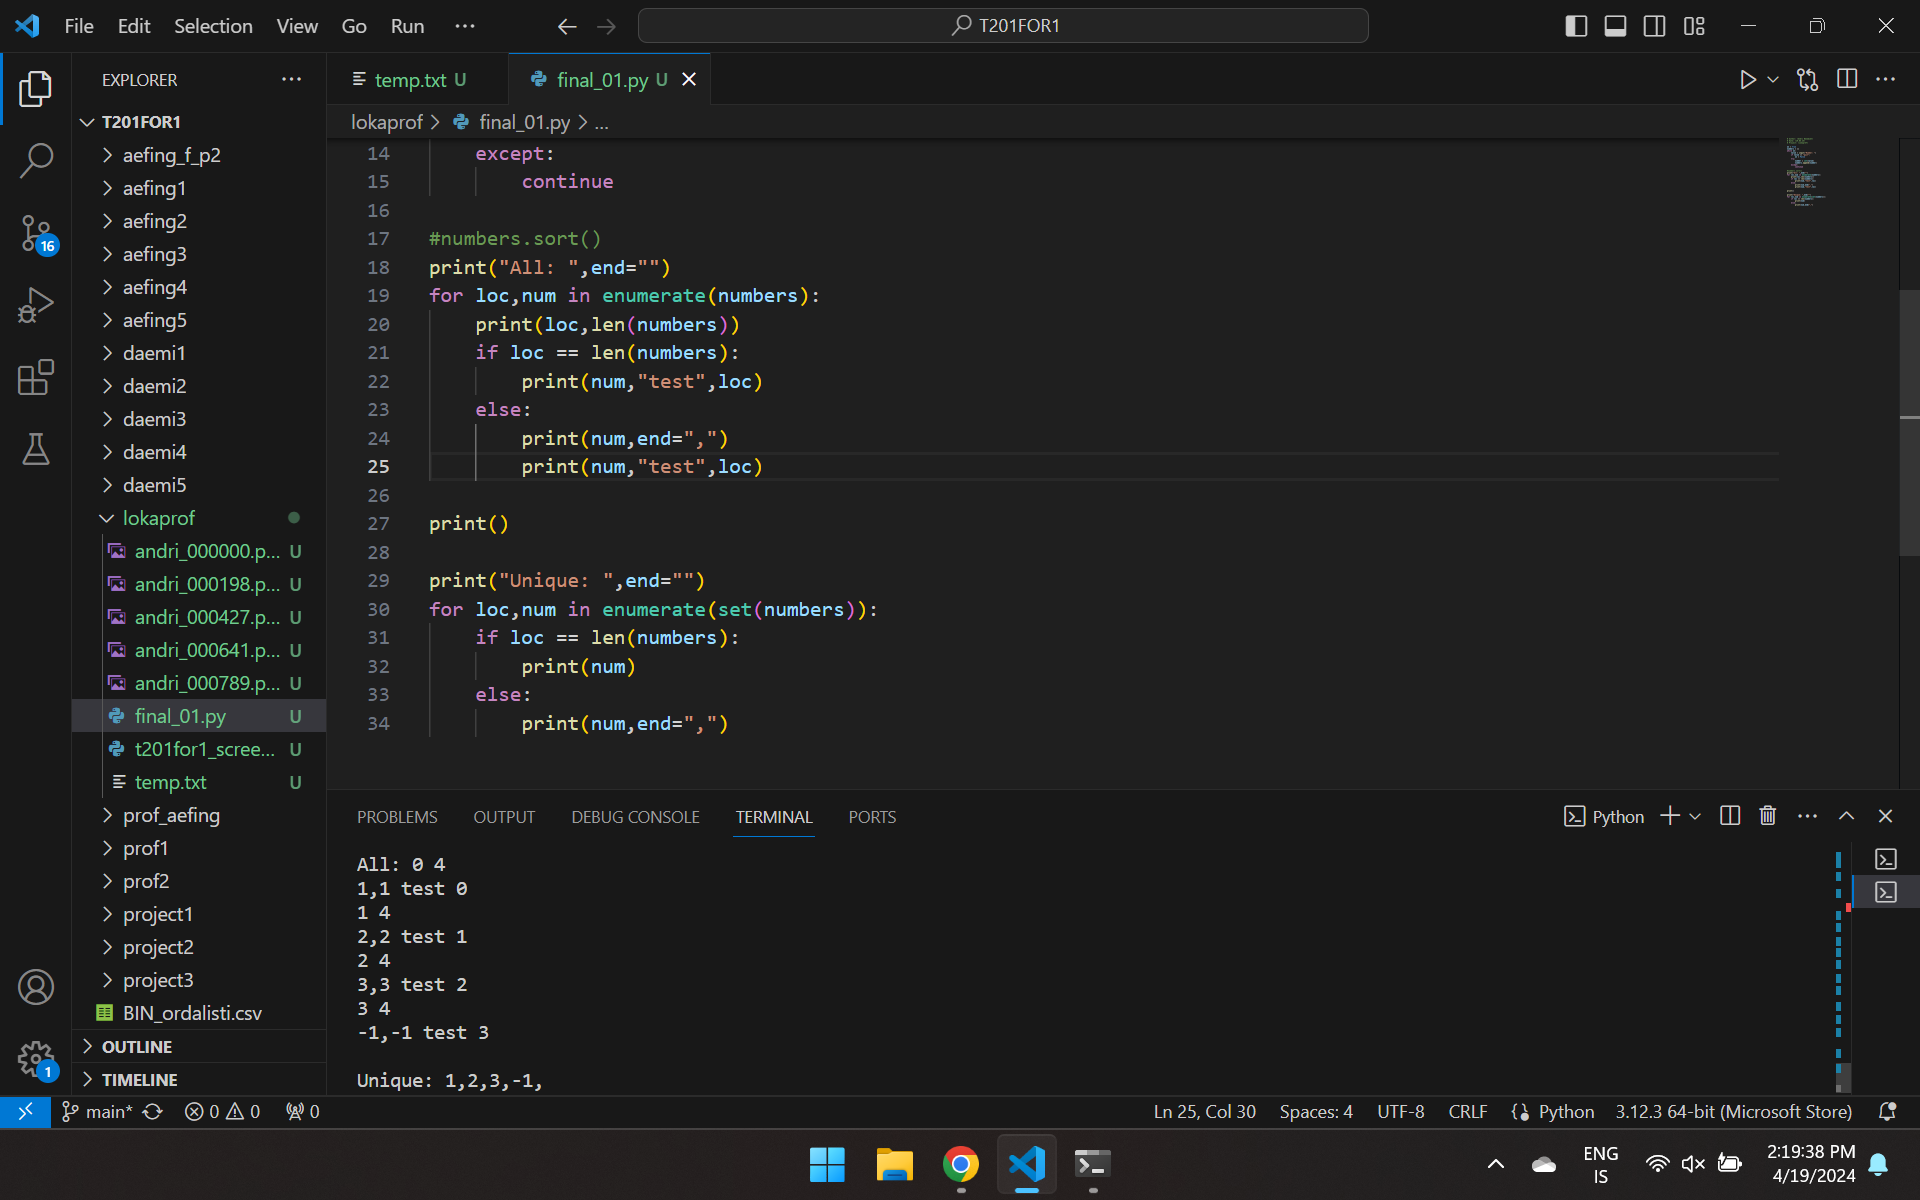 File Edit Selection View Go Run ···
T201FOR1
EXPLORER ···
T201FOR1
aefing_f_p2
aefing1
aefing2
aefing3
aefing4
aefing5
daemi1
daemi2
daemi3
daemi4
daemi5
lokaprof
andri_000000.p... U
andri_000198.p... U
andri_000427.p... U
andri_000641.p... U
andri_000789.p... U
final_01.py U
t201for1_scree... U
temp.txt U
prof_aefing
prof1
prof2
project1
project2
project3
BIN_ordalisti.csv
OUTLINE
TIMELINE
16
1
temp.txt U
final_01.py U
lokaprof > final_01.py > ...
14 except:
15 continue
16
17 #numbers.sort()
18 print("All: ",end="")
19 for loc,num in enumerate(numbers):
20 print(loc,len(numbers))
21 if loc == len(numbers):
22 print(num,"test",loc)
23 else:
24 print(num,end=",")
25 print(num,"test",loc)
26
27 print()
28
29 print("Unique: ",end="")
30 for loc,num in enumerate(set(numbers)):
31 if loc == len(numbers):
32 print(num)
33 else:
34 print(num,end=",")
PROBLEMS OUTPUT DEBUG CONSOLE TERMINAL PORTS
Python
All: 0 4
1,1 test 0
1 4
2,2 test 1
2 4
3,3 test 2
3 4
-1,-1 test 3
Unique: 1,2,3,-1,
main* 0 0 0
Ln 25, Col 30 Spaces: 4 UTF-8 CRLF Python 3.12.3 64-bit (Microsoft Store)
ENG
IS
2:19:38 PM
4/19/2024